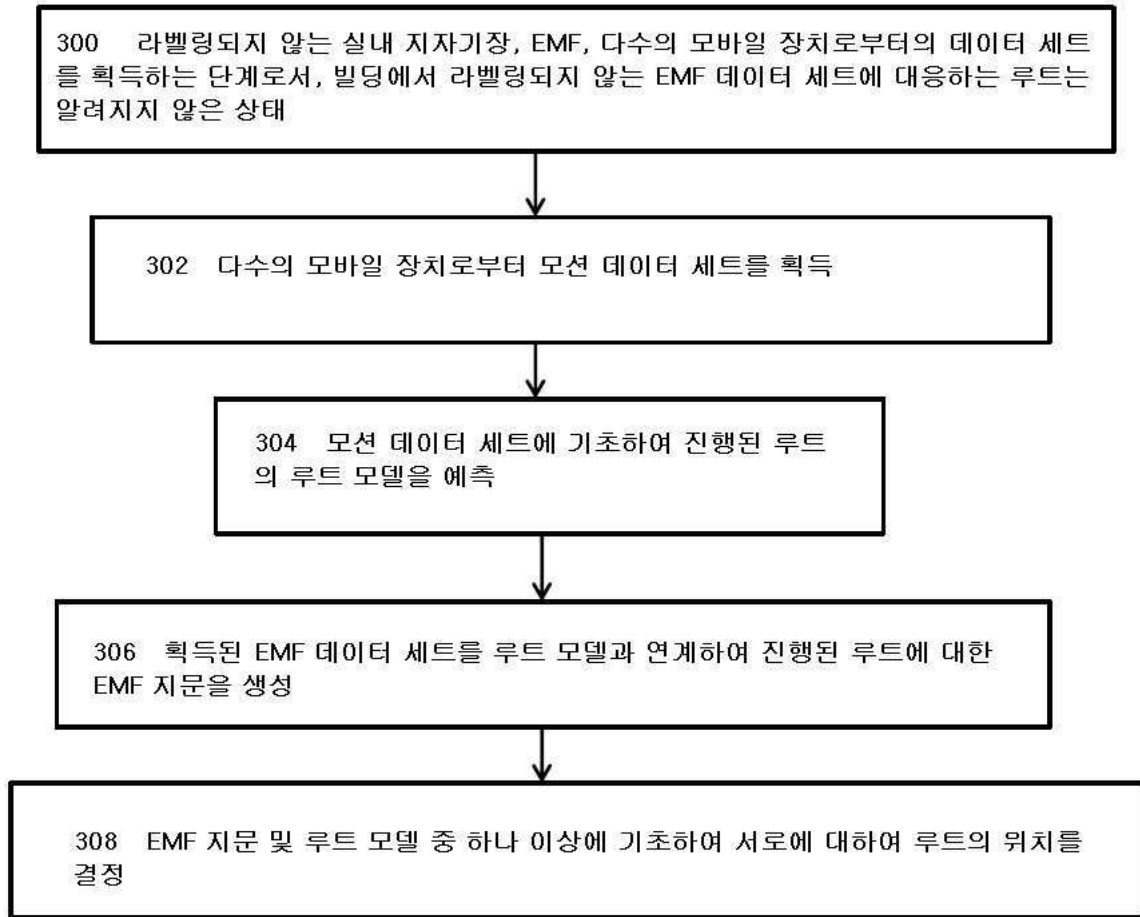 300 라벨링되지 않는 실내 지자기장, EMF, 다수의 모바일 장치로부터의 데이터 세트
를 획득하는 단계로서, 빌딩에서 라벨링되지 않는 EMF 데이터 세트에 대응하는 루트는
알려지지 않은 상태
302 다수의 모바일 장치로부터 모션 데이터 세트를 획득
304 모션 데이터 세트에 기초하여 진행된 루트
의 루트 모델을 예측
306 획득된 EMF 데이터 세트를 루트 모델과 연계하여 진행된 루트에 대한
EMF 지문을 생성
308 EMF 지문 및 루트 모델 중 하나 이상에 기초하여 서로에 대하여 루트의 위치를
결정